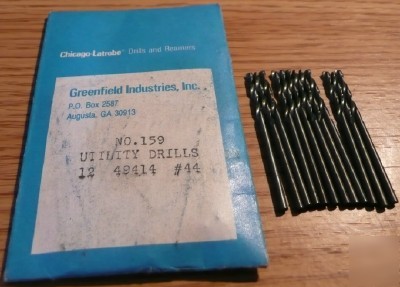 Chicago-Latrobe® Drills and Reamers
Greenfield Industries, Inc.
P.O. Box 2587
Augusta, GA 30913
NO.159
UTILITY DRILLS
12 49414 #44